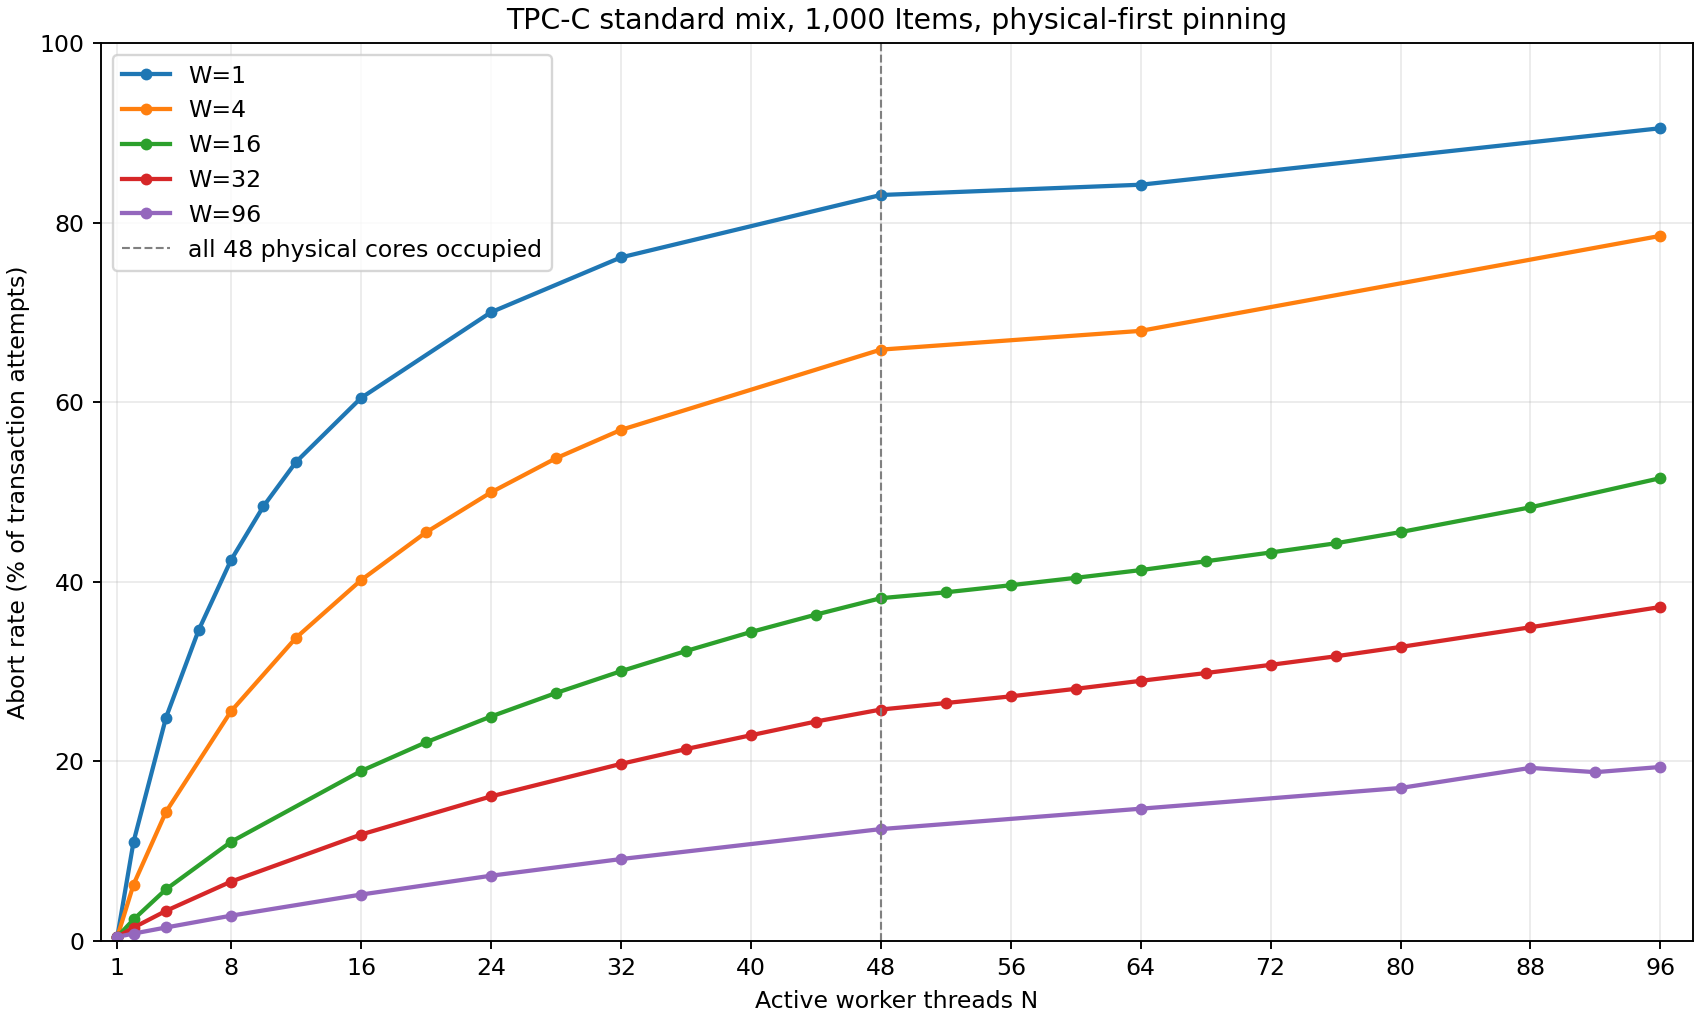 TPC-C standard mix, 1,000 Items, physical-first pinning
100
80
60
40
20
0
Abort rate (% of transaction attempts)
W=1
W=4
W=16
W=32
W=96
all 48 physical cores occupied
1 8 16 24 32 40 48 56 64 72 80 88 96
Active worker threads N